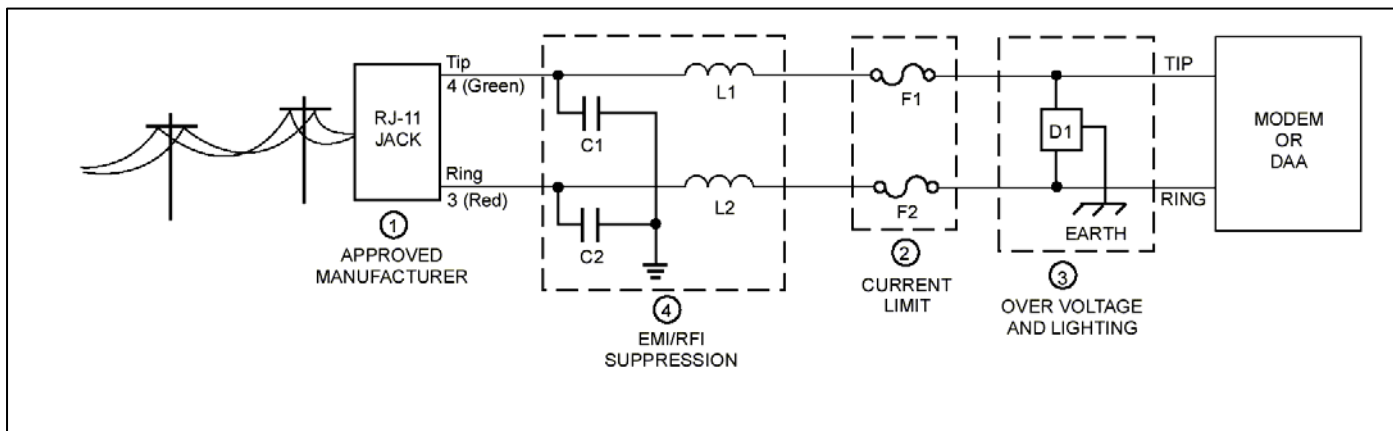 RJ-11
JACK
1
APPROVED
MANUFACTURER
Tip
4 (Green)
Ring
3 (Red)
C1
C2
L1
L2
4
EMI/RFI
SUPPRESSION
F1
F2
2
CURRENT
LIMIT
D1
EARTH
3
OVER VOLTAGE
AND LIGHTING
TIP
RING
MODEM
OR
DAA